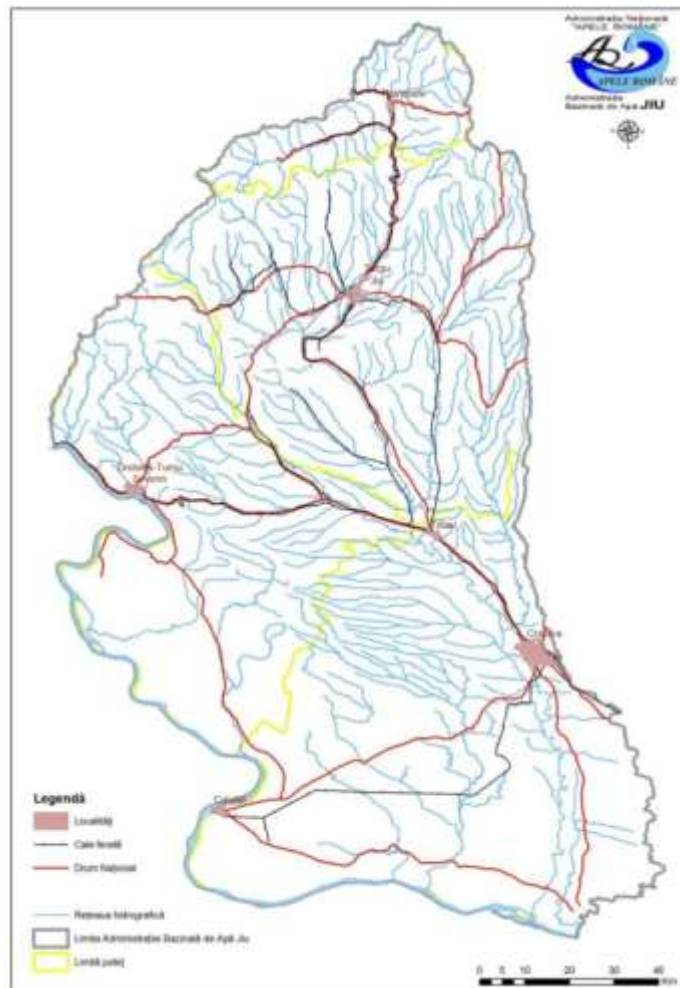 Administrația Națională
"APELE ROMÂNE"
APELE ROMÂNE
Administrația
Bazinală de Apă JIU
Târgu
Jiu
Drobeta-Turnu
Severin
Filiași
Craiova
Calafat
Legendă
Localități
Cale ferată
Drum Național
Rețeaua hidrografică
Limita Administrației Bazinală de Apă Jiu
Limită județ
0 5 10 20 30 40
Km